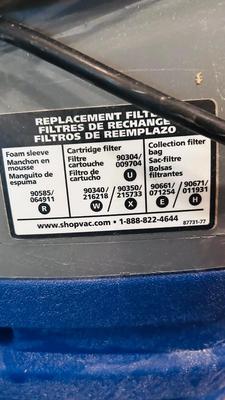 REPLACEMENT FILTERS
FILTRES DE RECHANGE
FILTROS DE REEMPLAZO
Foam sleeve
Manchon en
mousse
Manguito de
espuma
90585/
064911
R
Cartridge filter
Filtre
cartouche
Filtro de
cartucho
90304/
009704
U
90340/
216218
W
90350/
215733
X
Collection filter
bag
Sac-filtre
Bolsas
filtrantes
90661/
071254
E
90671/
011931
H
www.shopvac.com • 1-888-822-4644
87731-77